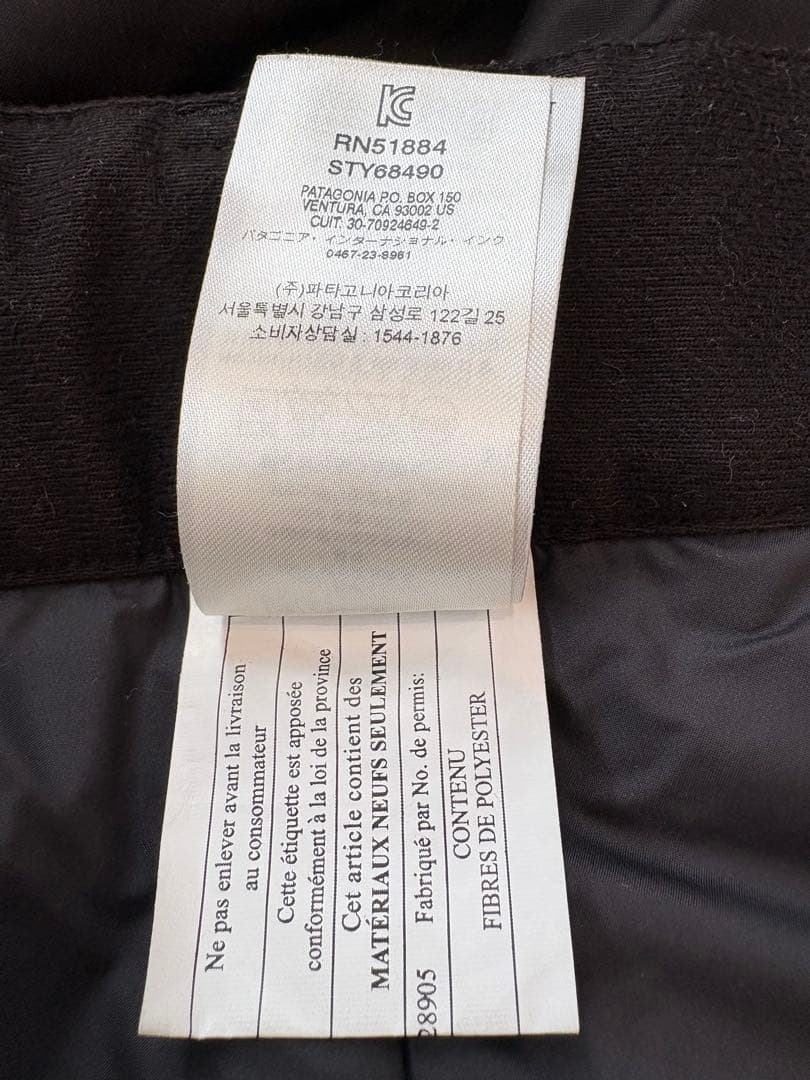 KC
RN51884
STY68490
PATAGONIA P.O. BOX 150
VENTURA, CA 93002 US
CUIT: 30-70924649-2
パタゴニア・インターナショナル・インク
0467-23-8961
(주)파타고니아코리아
서울특별시 강남구 삼성로 122길 25
소비자상담실 : 1544-1876
Ne pas enlever avant la livraison
au consommateur
Cette étiquette est apposée
conformément à la loi de la province
Cet article contient des
MATÉRIAUX NEUFS SEULEMENT
28905 Fabriqué par No. de permis:
CONTENU
FIBRES DE POLYESTER